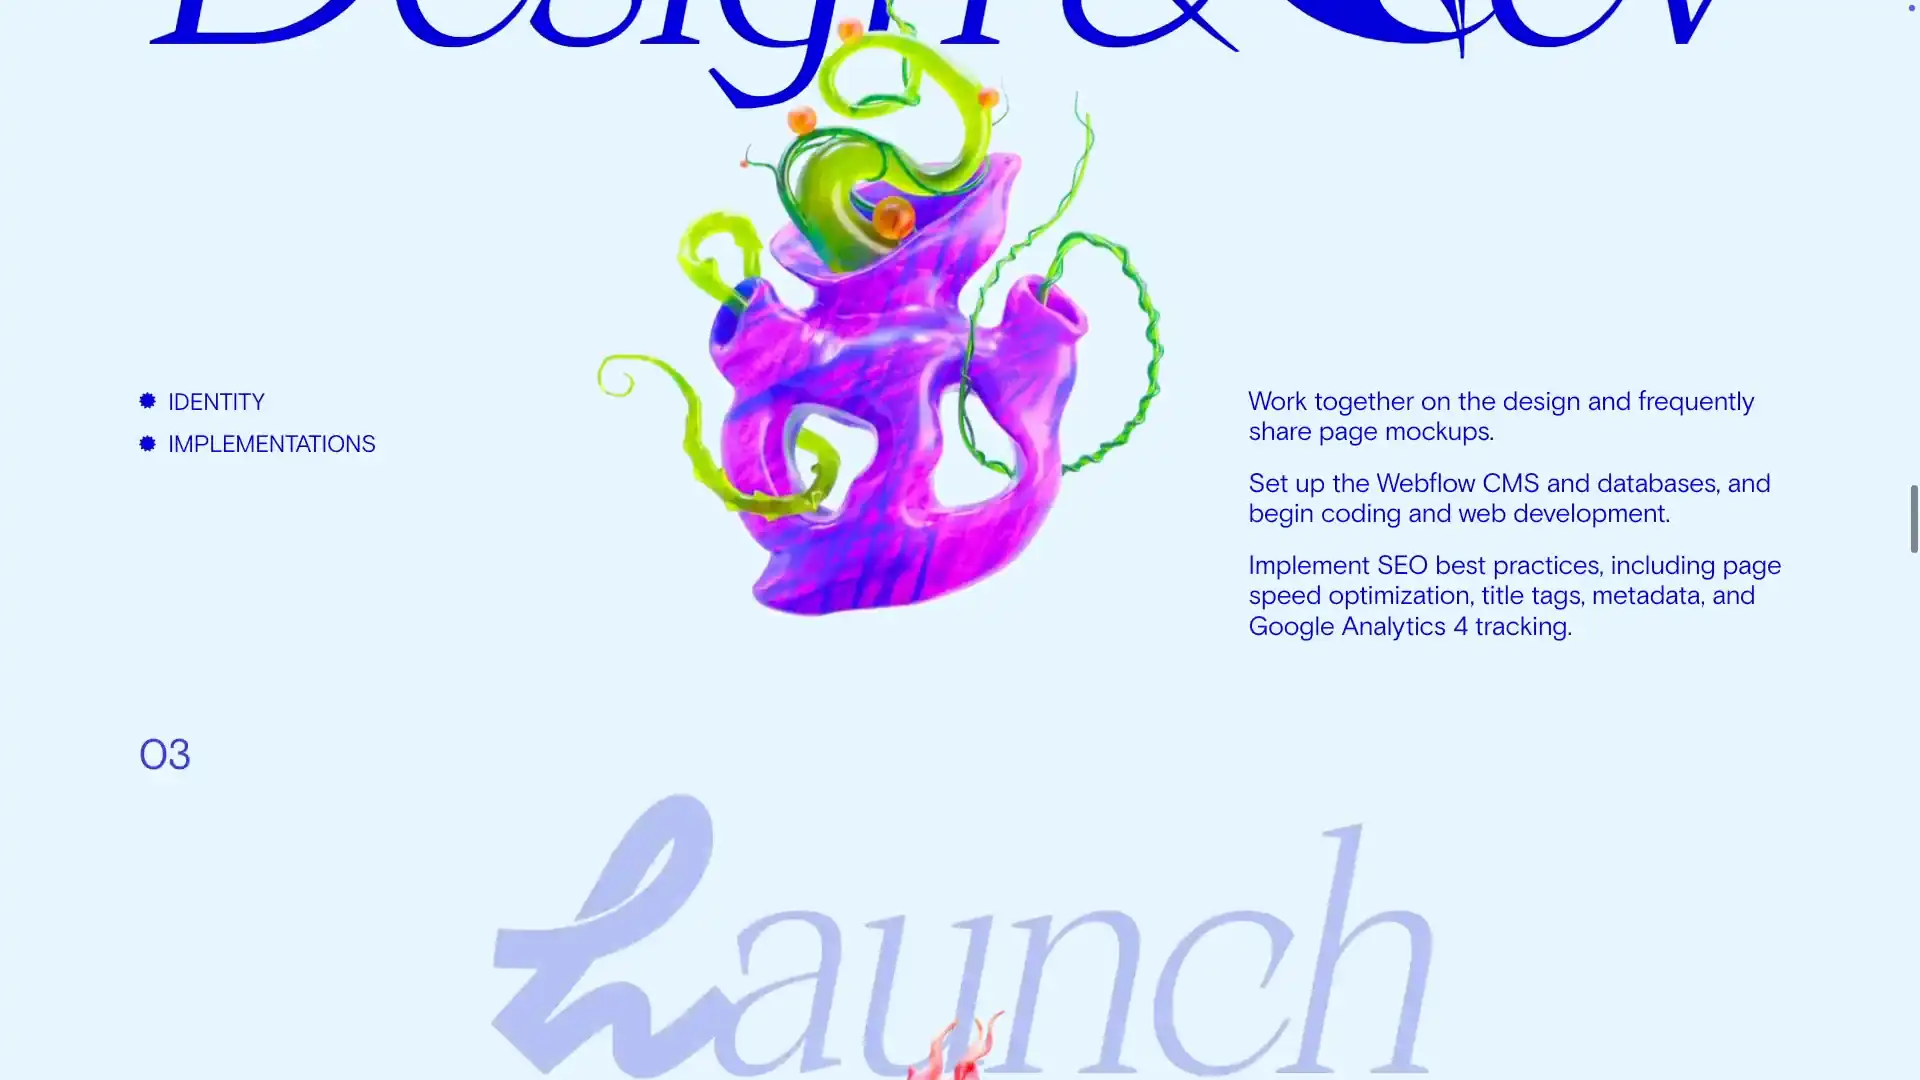 Design & Dev
IDENTITY
IMPLEMENTATIONS
Work together on the design and frequently
share page mockups.
Set up the Webflow CMS and databases, and
begin coding and web development.
Implement SEO best practices, including page
speed optimization, title tags, metadata, and
Google Analytics 4 tracking.
03
Launch